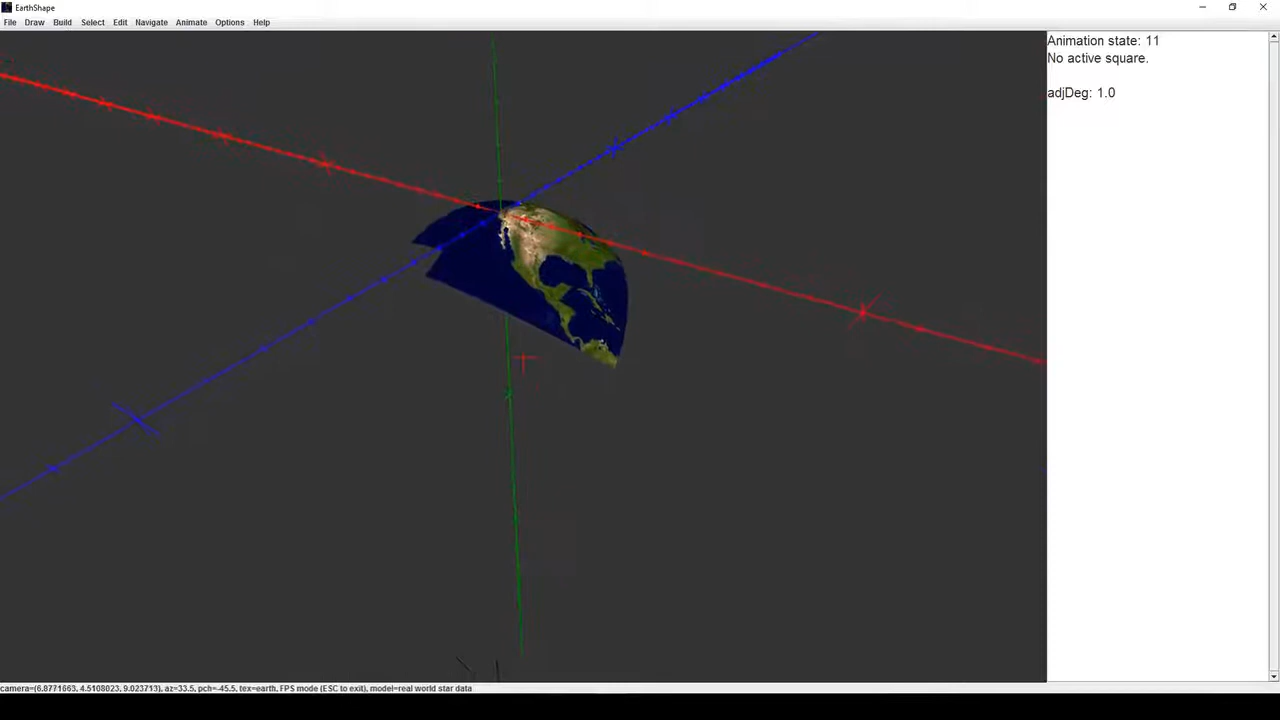 EarthShape
File Draw Build Select Edit Navigate Animate Options Help
Animation state: 11
No active square.
adjDeg: 1.0
camera=(6.8771663, 4.5108023, 9.023713), az=33.5, pch=-45.5, tex=earth, FPS mode (ESC to exit), model=real world star data